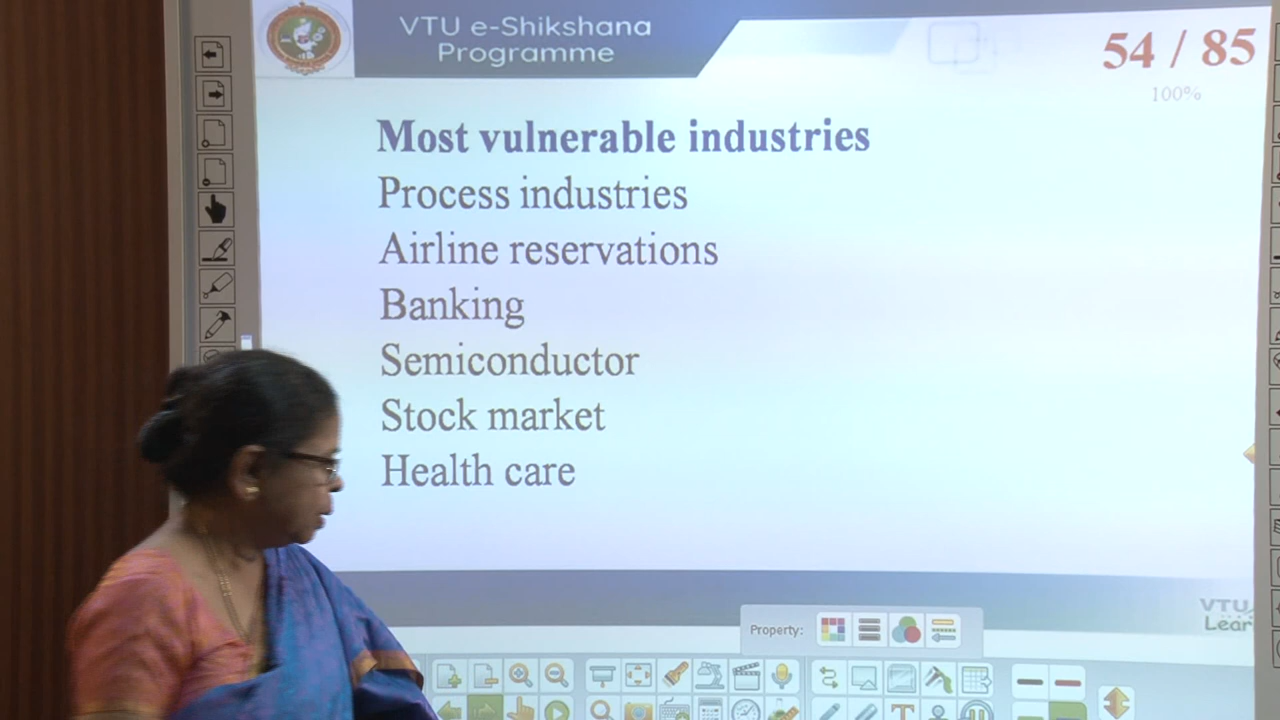 VTU e-Shikshana
Programme
54 / 85
100%
Most vulnerable industries
Process industries
Airline reservations
Banking
Semiconductor
Stock market
Health care
VTU
Lear
Property: